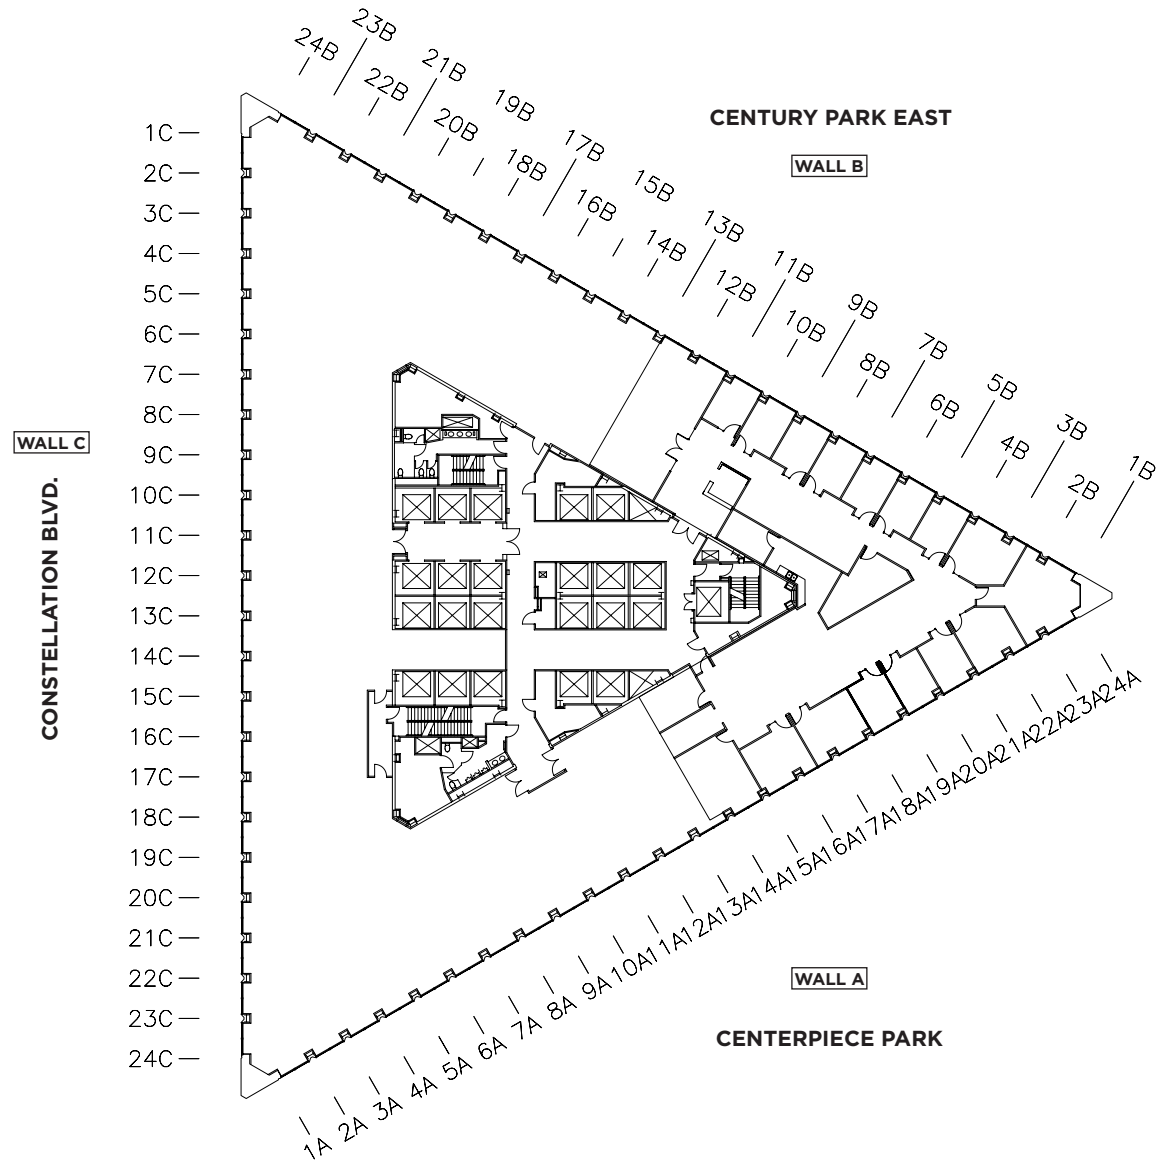 23B
24B
21B
22B
19B
20B
17B
18B
15B
16B
13B
14B
11B
12B
9B
10B
7B
8B
5B
6B
3B
4B
1B
2B
CENTURY PARK EAST
WALL B
1C
2C
3C
4C
5C
6C
7C
8C
9C
10C
11C
12C
13C
14C
15C
16C
17C
18C
19C
20C
21C
22C
23C
24C
WALL C
CONSTELLATION BLVD.
1A
2A
3A
4A
5A
6A
7A
8A
9A
10A
11A
12A
13A
14A
15A
16A
17A
18A
19A
20A
21A
22A
23A
24A
WALL A
CENTERPIECE PARK